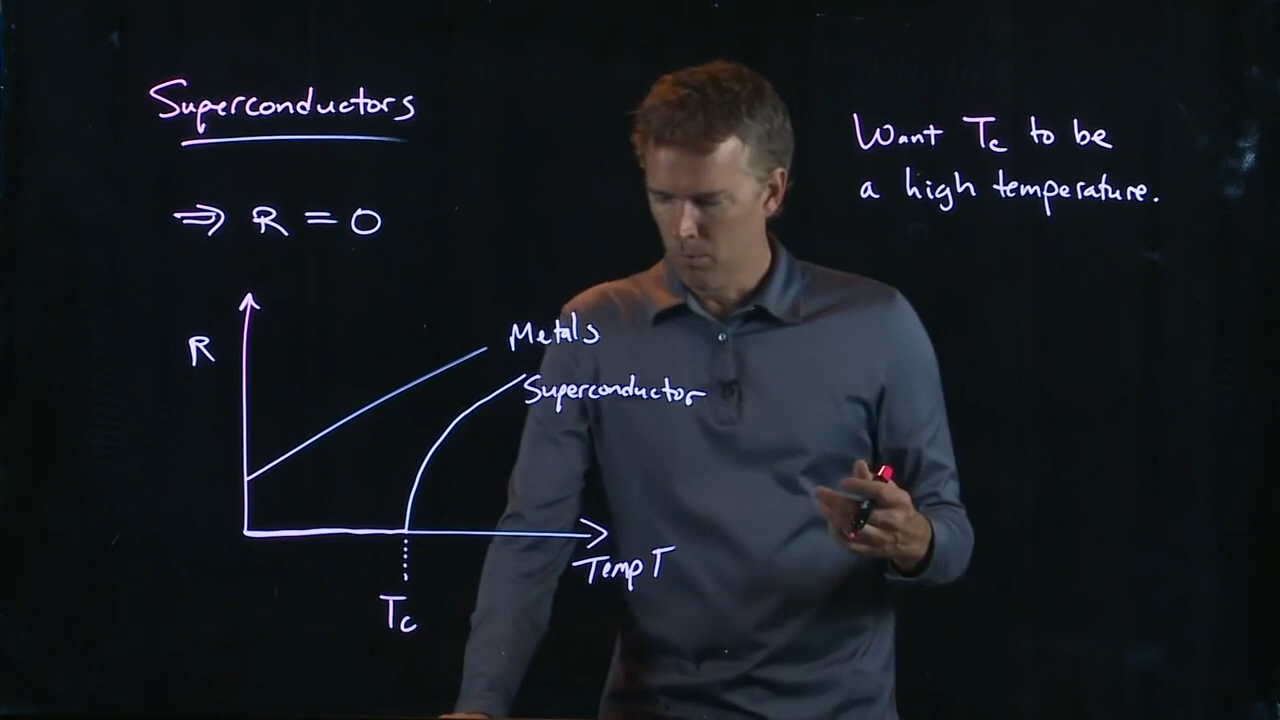 Superconductors
⇒ R = 0
Want Tc to be
a high temperature.
R
Metals
Superconductor
Temp T
Tc